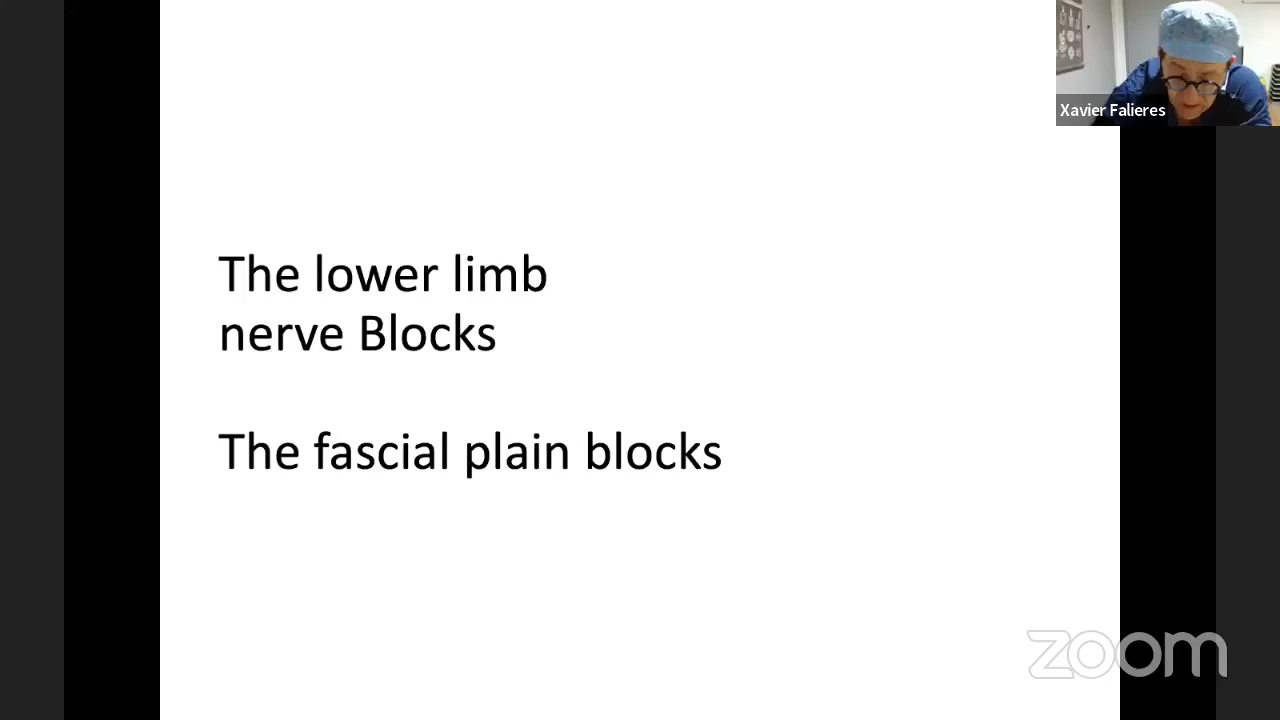 Xavier Falieres
The lower limb
nerve Blocks
The fascial plain blocks
zoom